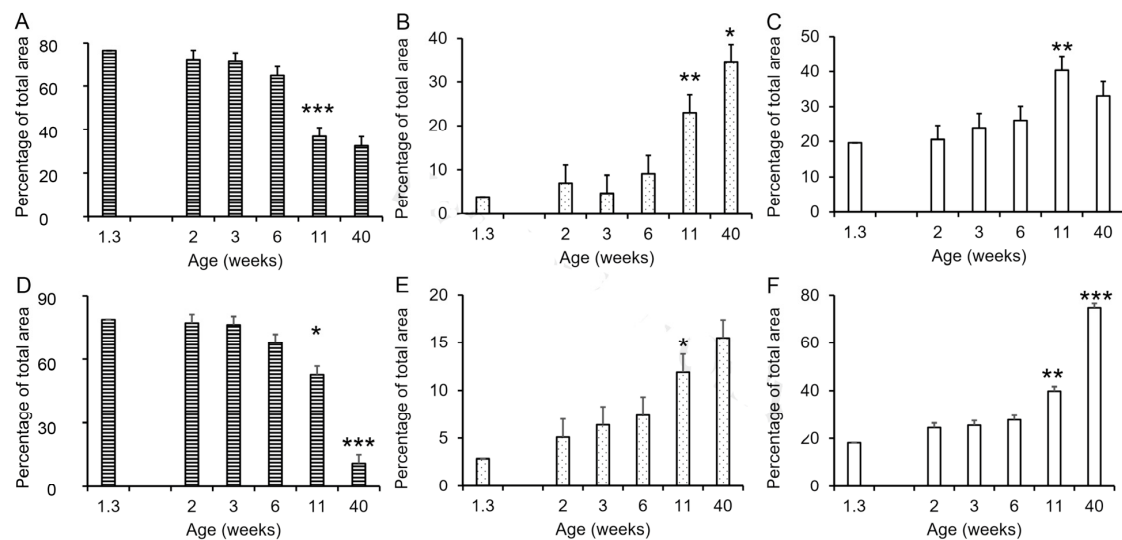 A
Percentage of total area
80
60
40
20
0
***
1.3 2 3 6 11 40
Age (weeks)
B
Percentage of total area
40
30
20
10
0
**
*
1.3 2 3 6 11 40
Age (weeks)
C
Percentage of total area
50
40
30
20
10
0
**
1.3 2 3 6 11 40
Age (weeks)
D
Percentage of total area
90
60
30
0
*
***
1.3 2 3 6 11 40
Age (weeks)
E
Percentage of total area
20
15
10
5
0
*
1.3 2 3 6 11 40
Age (weeks)
F
Percentage of total area
80
60
40
20
0
**
***
1.3 2 3 6 11 40
Age (weeks)